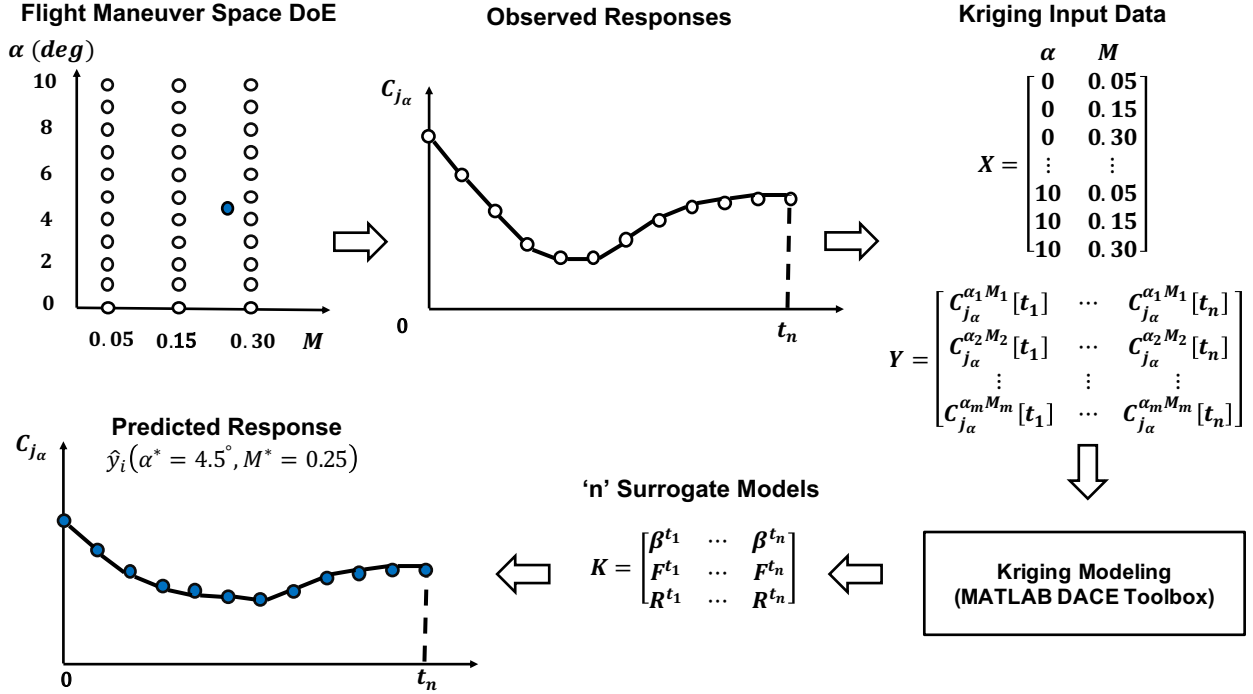 Flight Maneuver Space DoE
α (deg)
10
8
6
4
2
0
0.05 0.15 0.30 M
Observed Responses
C_{j_α}
0
t_n
Kriging Input Data
α M
X = [0 0.05
0 0.15
0 0.30
⋮ ⋮
10 0.05
10 0.15
10 0.30]
Y = [C_{j_α}^{α_1 M_1}[t_1] ⋯ C_{j_α}^{α_1 M_1}[t_n]
C_{j_α}^{α_2 M_2}[t_1] ⋯ C_{j_α}^{α_2 M_2}[t_n]
⋮ ⋮ ⋮
C_{j_α}^{α_m M_m}[t_1] ⋯ C_{j_α}^{α_m M_m}[t_n]]
Kriging Modeling
(MATLAB DACE Toolbox)
'n' Surrogate Models
K = [β^{t_1} ⋯ β^{t_n}
F^{t_1} ⋯ F^{t_n}
R^{t_1} ⋯ R^{t_n}]
Predicted Response
ŷ_i(α* = 4.5°, M* = 0.25)
C_{j_α}
0
t_n